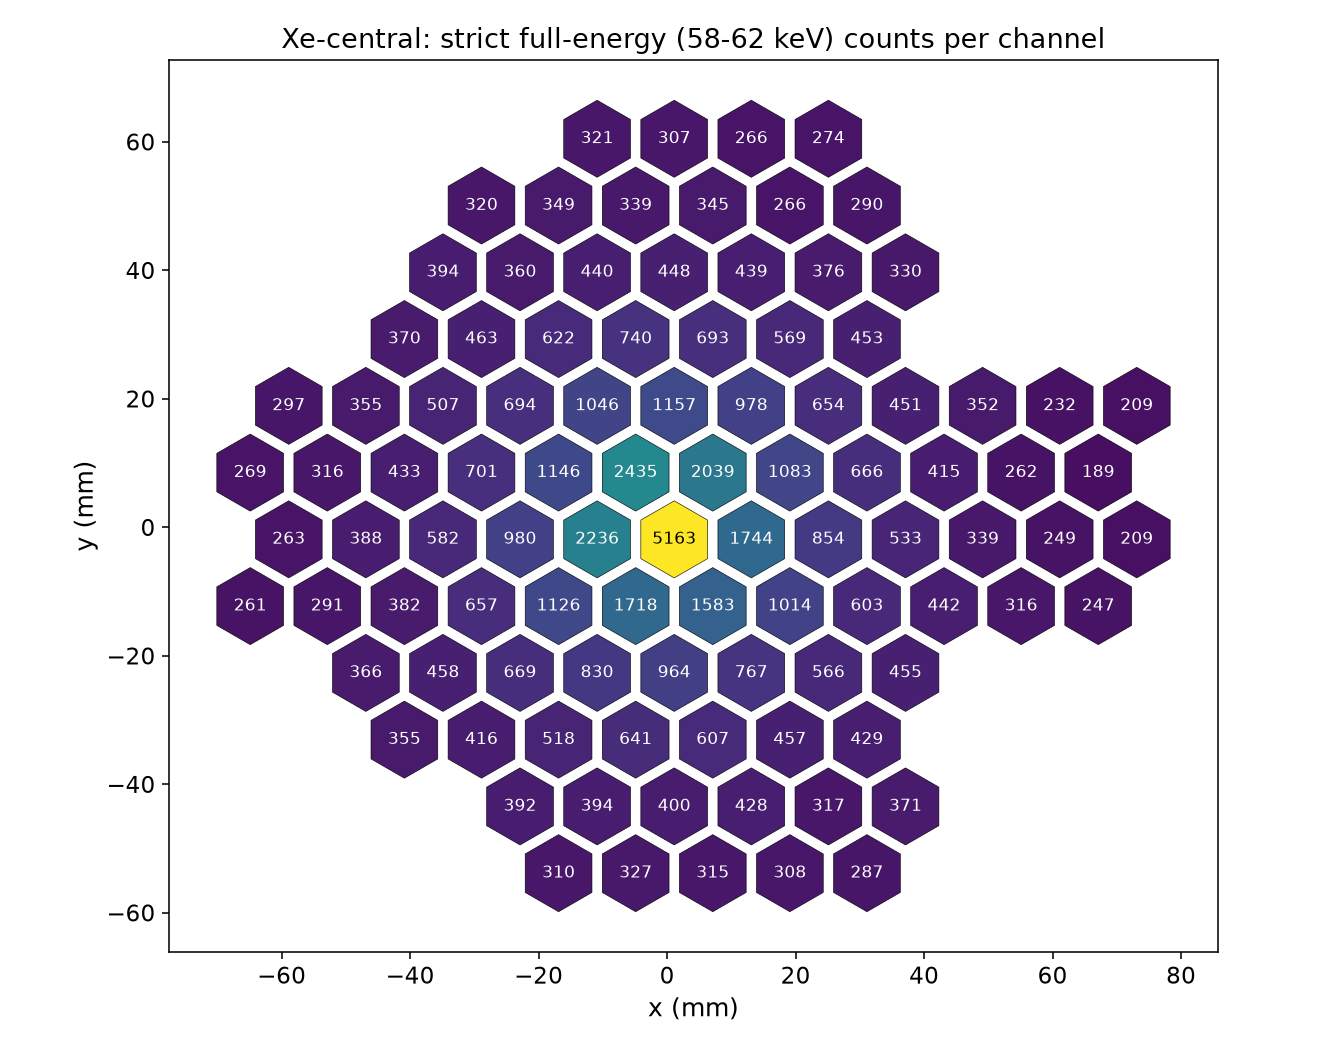 Xe-central: strict full-energy (58-62 keV) counts per channel
321 307 266 274
60
320 349 339 345 266 290
394 360 440 448 439 376 330
40
370 463 622 740 693 569 453
20
297 355 507 694 1046 1157 978 654 451 352 232 209
269 316 433 701 1146 2435 2039 1083 666 415 262 189
y (mm)
0
263 388 582 980 2236 5163 1744 854 533 339 249 209
261 291 382 657 1126 1718 1583 1014 603 442 316 247
−20
366 458 669 830 964 767 566 455
355 416 518 641 607 457 429
−40
392 394 400 428 317 371
310 327 315 308 287
−60
−60 −40 −20 0 20 40 60 80
x (mm)